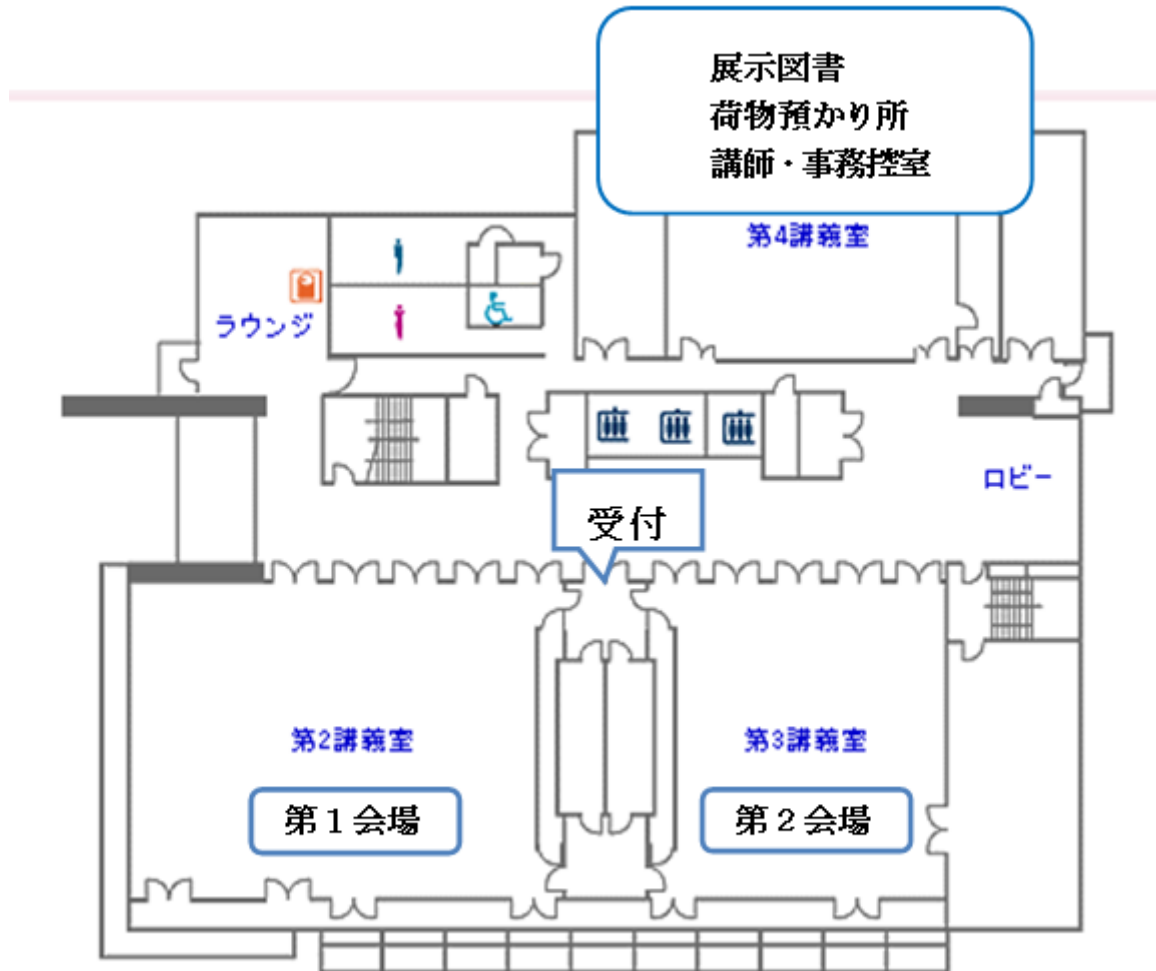 展示図書
荷物預かり所
講師・事務控室
第4講義室
ラウンジ
ロビー
受付
第2講義室
第3講義室
第１会場
第２会場